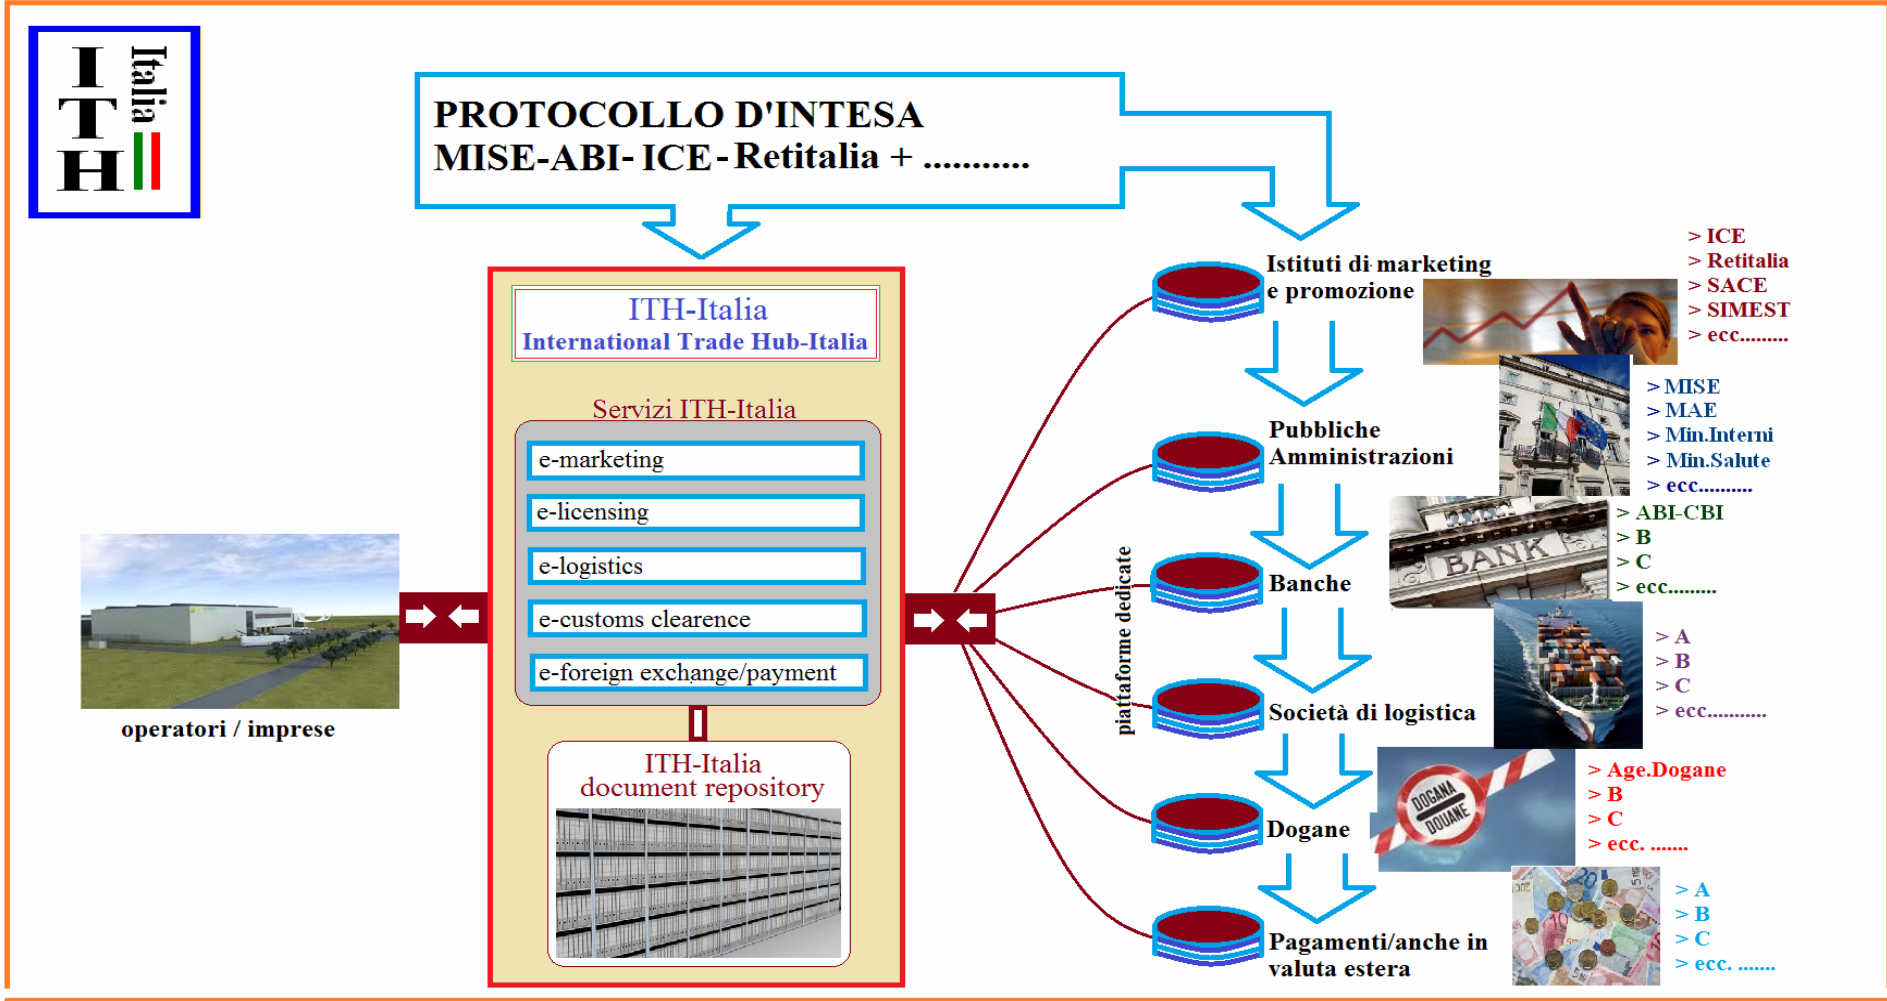 I
T
H
Italia
PROTOCOLLO D'INTESA
MISE-ABI- ICE - Retitalia + ...........
ITH-Italia
International Trade Hub-Italia
Servizi ITH-Italia
e-marketing
e-licensing
e-logistics
e-customs clearence
e-foreign exchange/payment
ITH-Italia
document repository
operatori / imprese
piattaforme dedicate
Istituti di marketing
e promozione
> ICE
> Retitalia
> SACE
> SIMEST
> ecc.........
Pubbliche
Amministrazioni
> MISE
> MAE
> Min.Interni
> Min.Salute
> ecc..........
Banche
BANK
> ABI-CBI
> B
> C
> ecc.........
Società di logistica
> A
> B
> C
> ecc...........
Dogane
DOGANA
DOUANE
> Age.Dogane
> B
> C
> ecc. .......
Pagamenti/anche in
valuta estera
20
10
> A
> B
> C
> ecc. .......